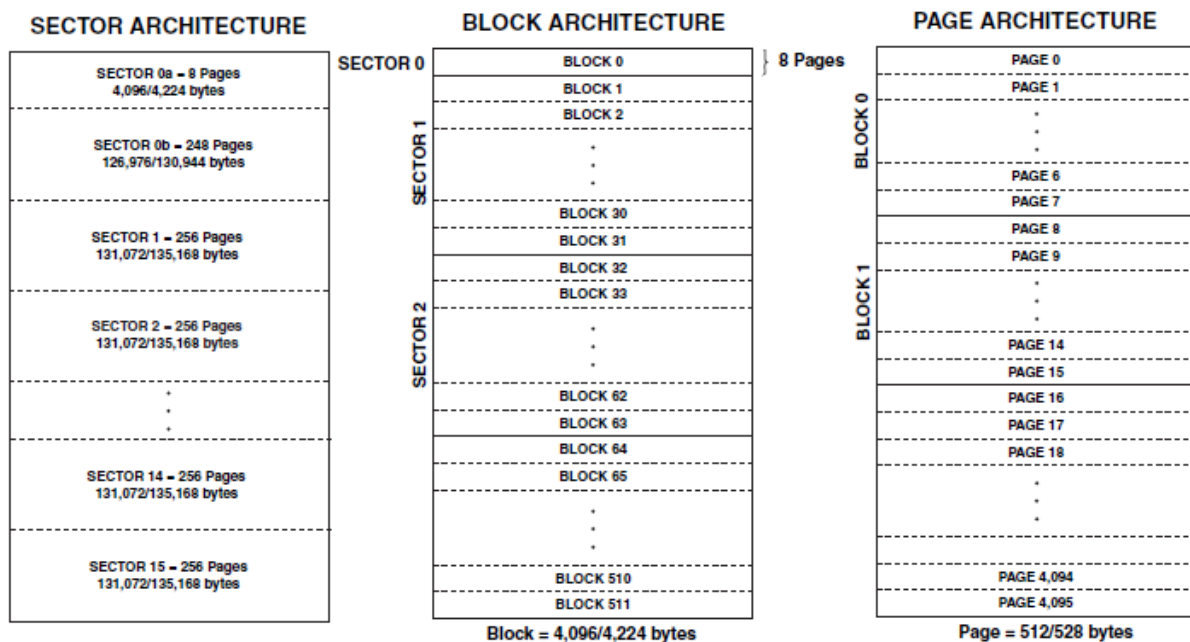 SECTOR ARCHITECTURE
SECTOR 0a = 8 Pages
4,096/4,224 bytes
SECTOR 0b = 248 Pages
126,976/130,944 bytes
SECTOR 1 = 256 Pages
131,072/135,168 bytes
SECTOR 2 = 256 Pages
131,072/135,168 bytes
SECTOR 14 = 256 Pages
131,072/135,168 bytes
SECTOR 15 = 256 Pages
131,072/135,168 bytes
BLOCK ARCHITECTURE
SECTOR 0
SECTOR 1
SECTOR 2
BLOCK 0
8 Pages
BLOCK 1
BLOCK 2
BLOCK 30
BLOCK 31
BLOCK 32
BLOCK 33
BLOCK 62
BLOCK 63
BLOCK 64
BLOCK 65
BLOCK 510
BLOCK 511
Block = 4,096/4,224 bytes
PAGE ARCHITECTURE
BLOCK 0
BLOCK 1
PAGE 0
PAGE 1
PAGE 6
PAGE 7
PAGE 8
PAGE 9
PAGE 14
PAGE 15
PAGE 16
PAGE 17
PAGE 18
PAGE 4,094
PAGE 4,095
Page = 512/528 bytes